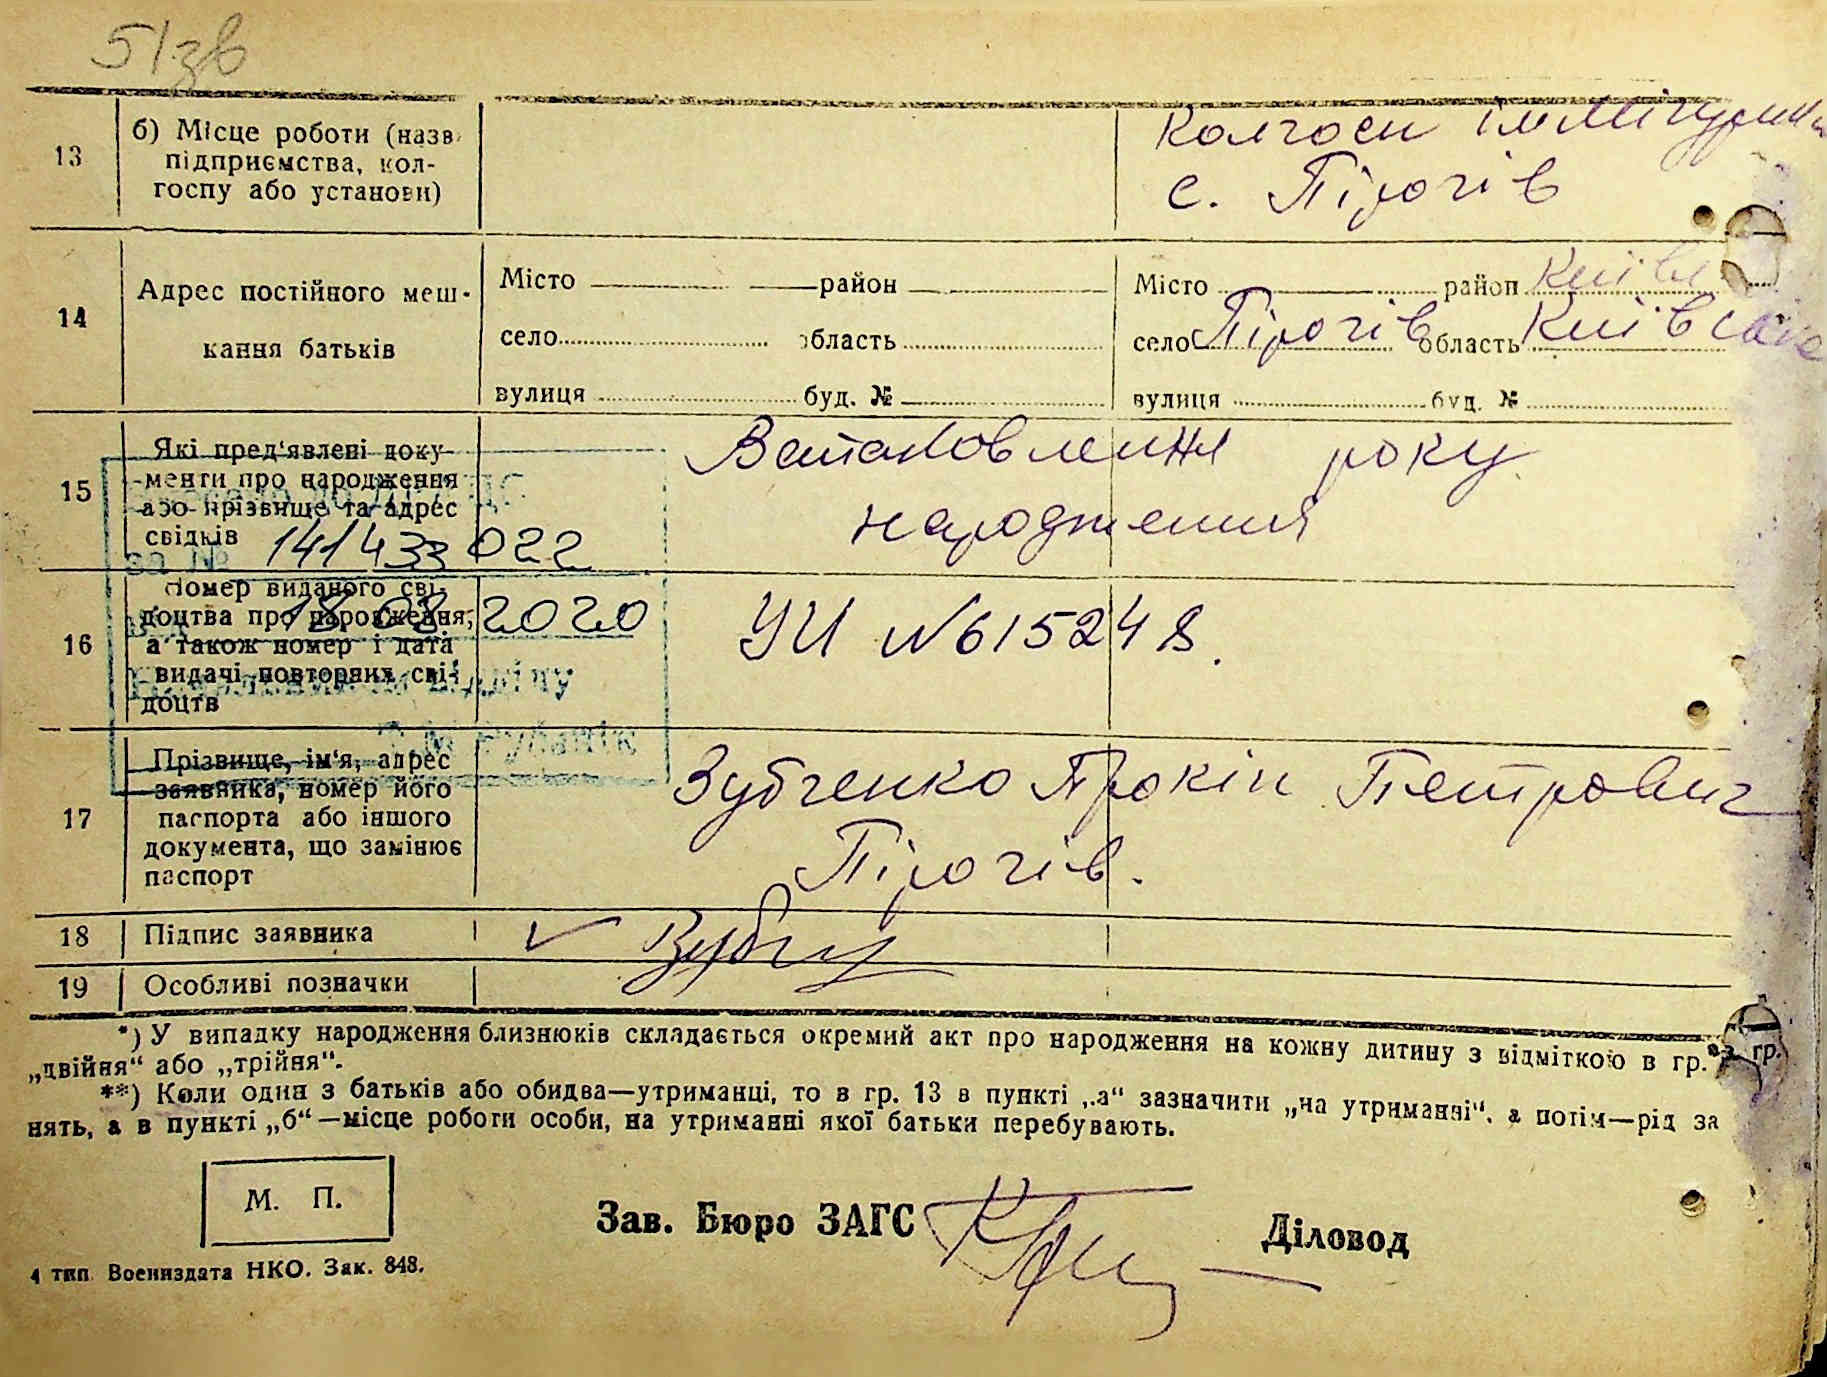 51зв
13
б) Місце роботи (назв
підприємства, кол-
госпу або установи)
Колгосп ім Мічурина
с. Пірогів
14
Адрес постійного меш-
кання батьків
Місто район
село область
вулиця буд. №
Місто район Київ
село Пірогів область Київська
вулиця буд. №
15
Які пред'явлені доку-
менти про народження
або прізвище та адрес
свідків
Встановлення року
народження
за № 141433022
18 08 2020
16
Номер виданого сві-
доцтва про народження,
а також номер і дата
видачі повторних сві-
доцтв
УИ №615248.
17
Прізвище, ім'я, адрес
заявника, номер його
паспорта або іншого
документа, що замінює
паспорт
Зубченко Прокіп Петрович
Пірогів.
18 Підпис заявника
19 Особливі позначки
*) У випадку народження близнюків складається окремий акт про народження на кожну дитину з відміткою в гр.
„двійня“ або „трійня“.
**) Коли один з батьків або обидва—утриманці, то в гр. 13 в пункті „а“ зазначити „на утриманні“, а потім—рід за
нять, а в пункті „б“—місце роботи особи, на утриманні якої батьки перебувають.
М. П.
Зав. Бюро ЗАГС
Діловод
4 тип. Воениздата НКО. Зак. 848.